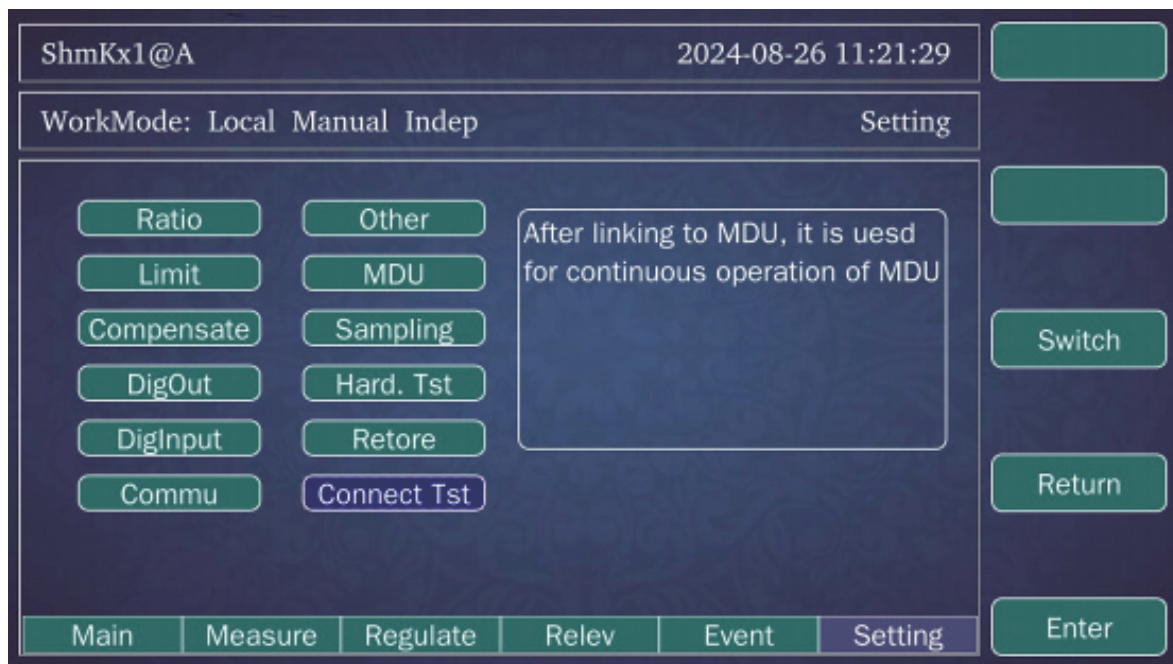 ShmKx1@A 2024-08-26 11:21:29
WorkMode: Local Manual Indep Setting
Ratio Other
Limit MDU
Compensate Sampling
DigOut Hard. Tst
DigInput Retore
Commu Connect Tst
After linking to MDU, it is uesd
for continuous operation of MDU
Switch
Return
Enter
Main Measure Regulate Relev Event Setting